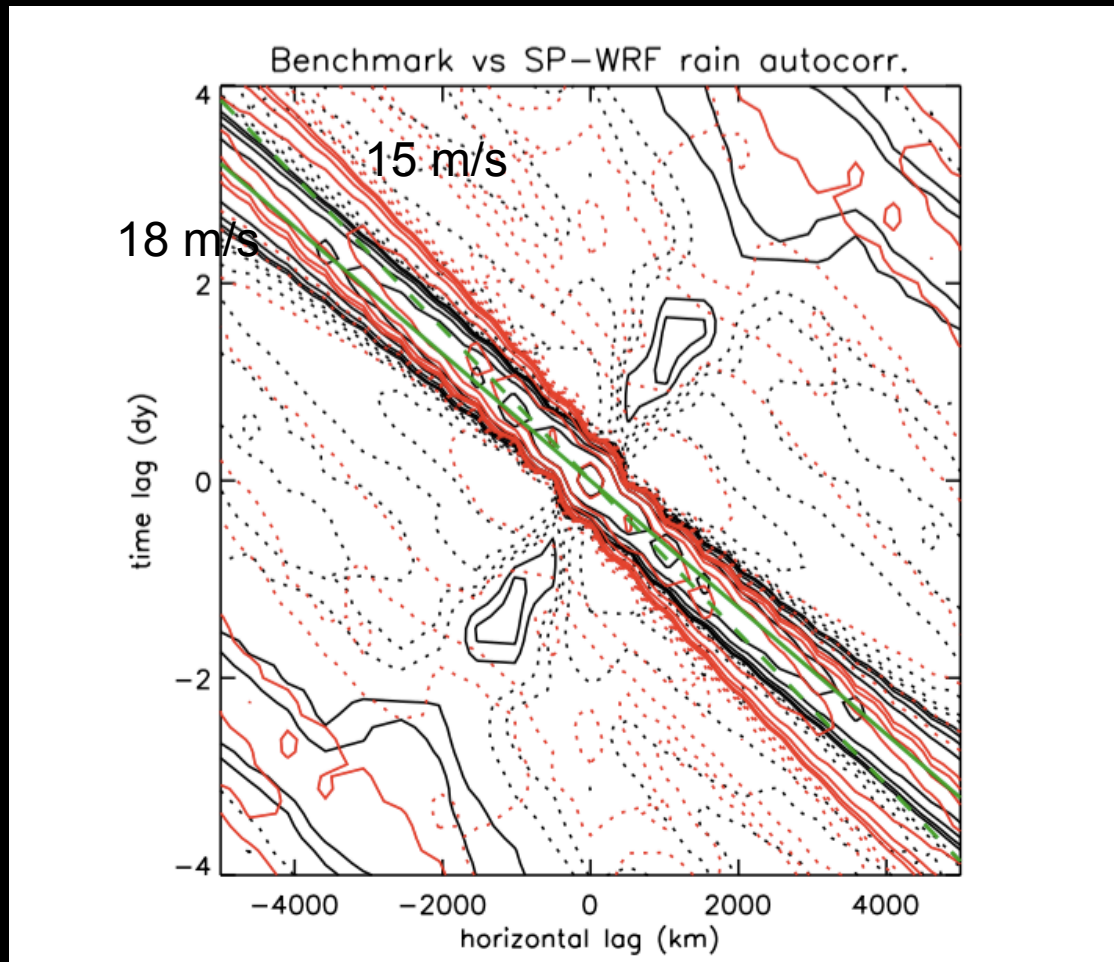 Benchmark vs SP-WRF rain autocorr.
15 m/s
18 m/s
time lag (dy)
4
2
0
-2
-4
-4000 -2000 0 2000 4000
horizontal lag (km)